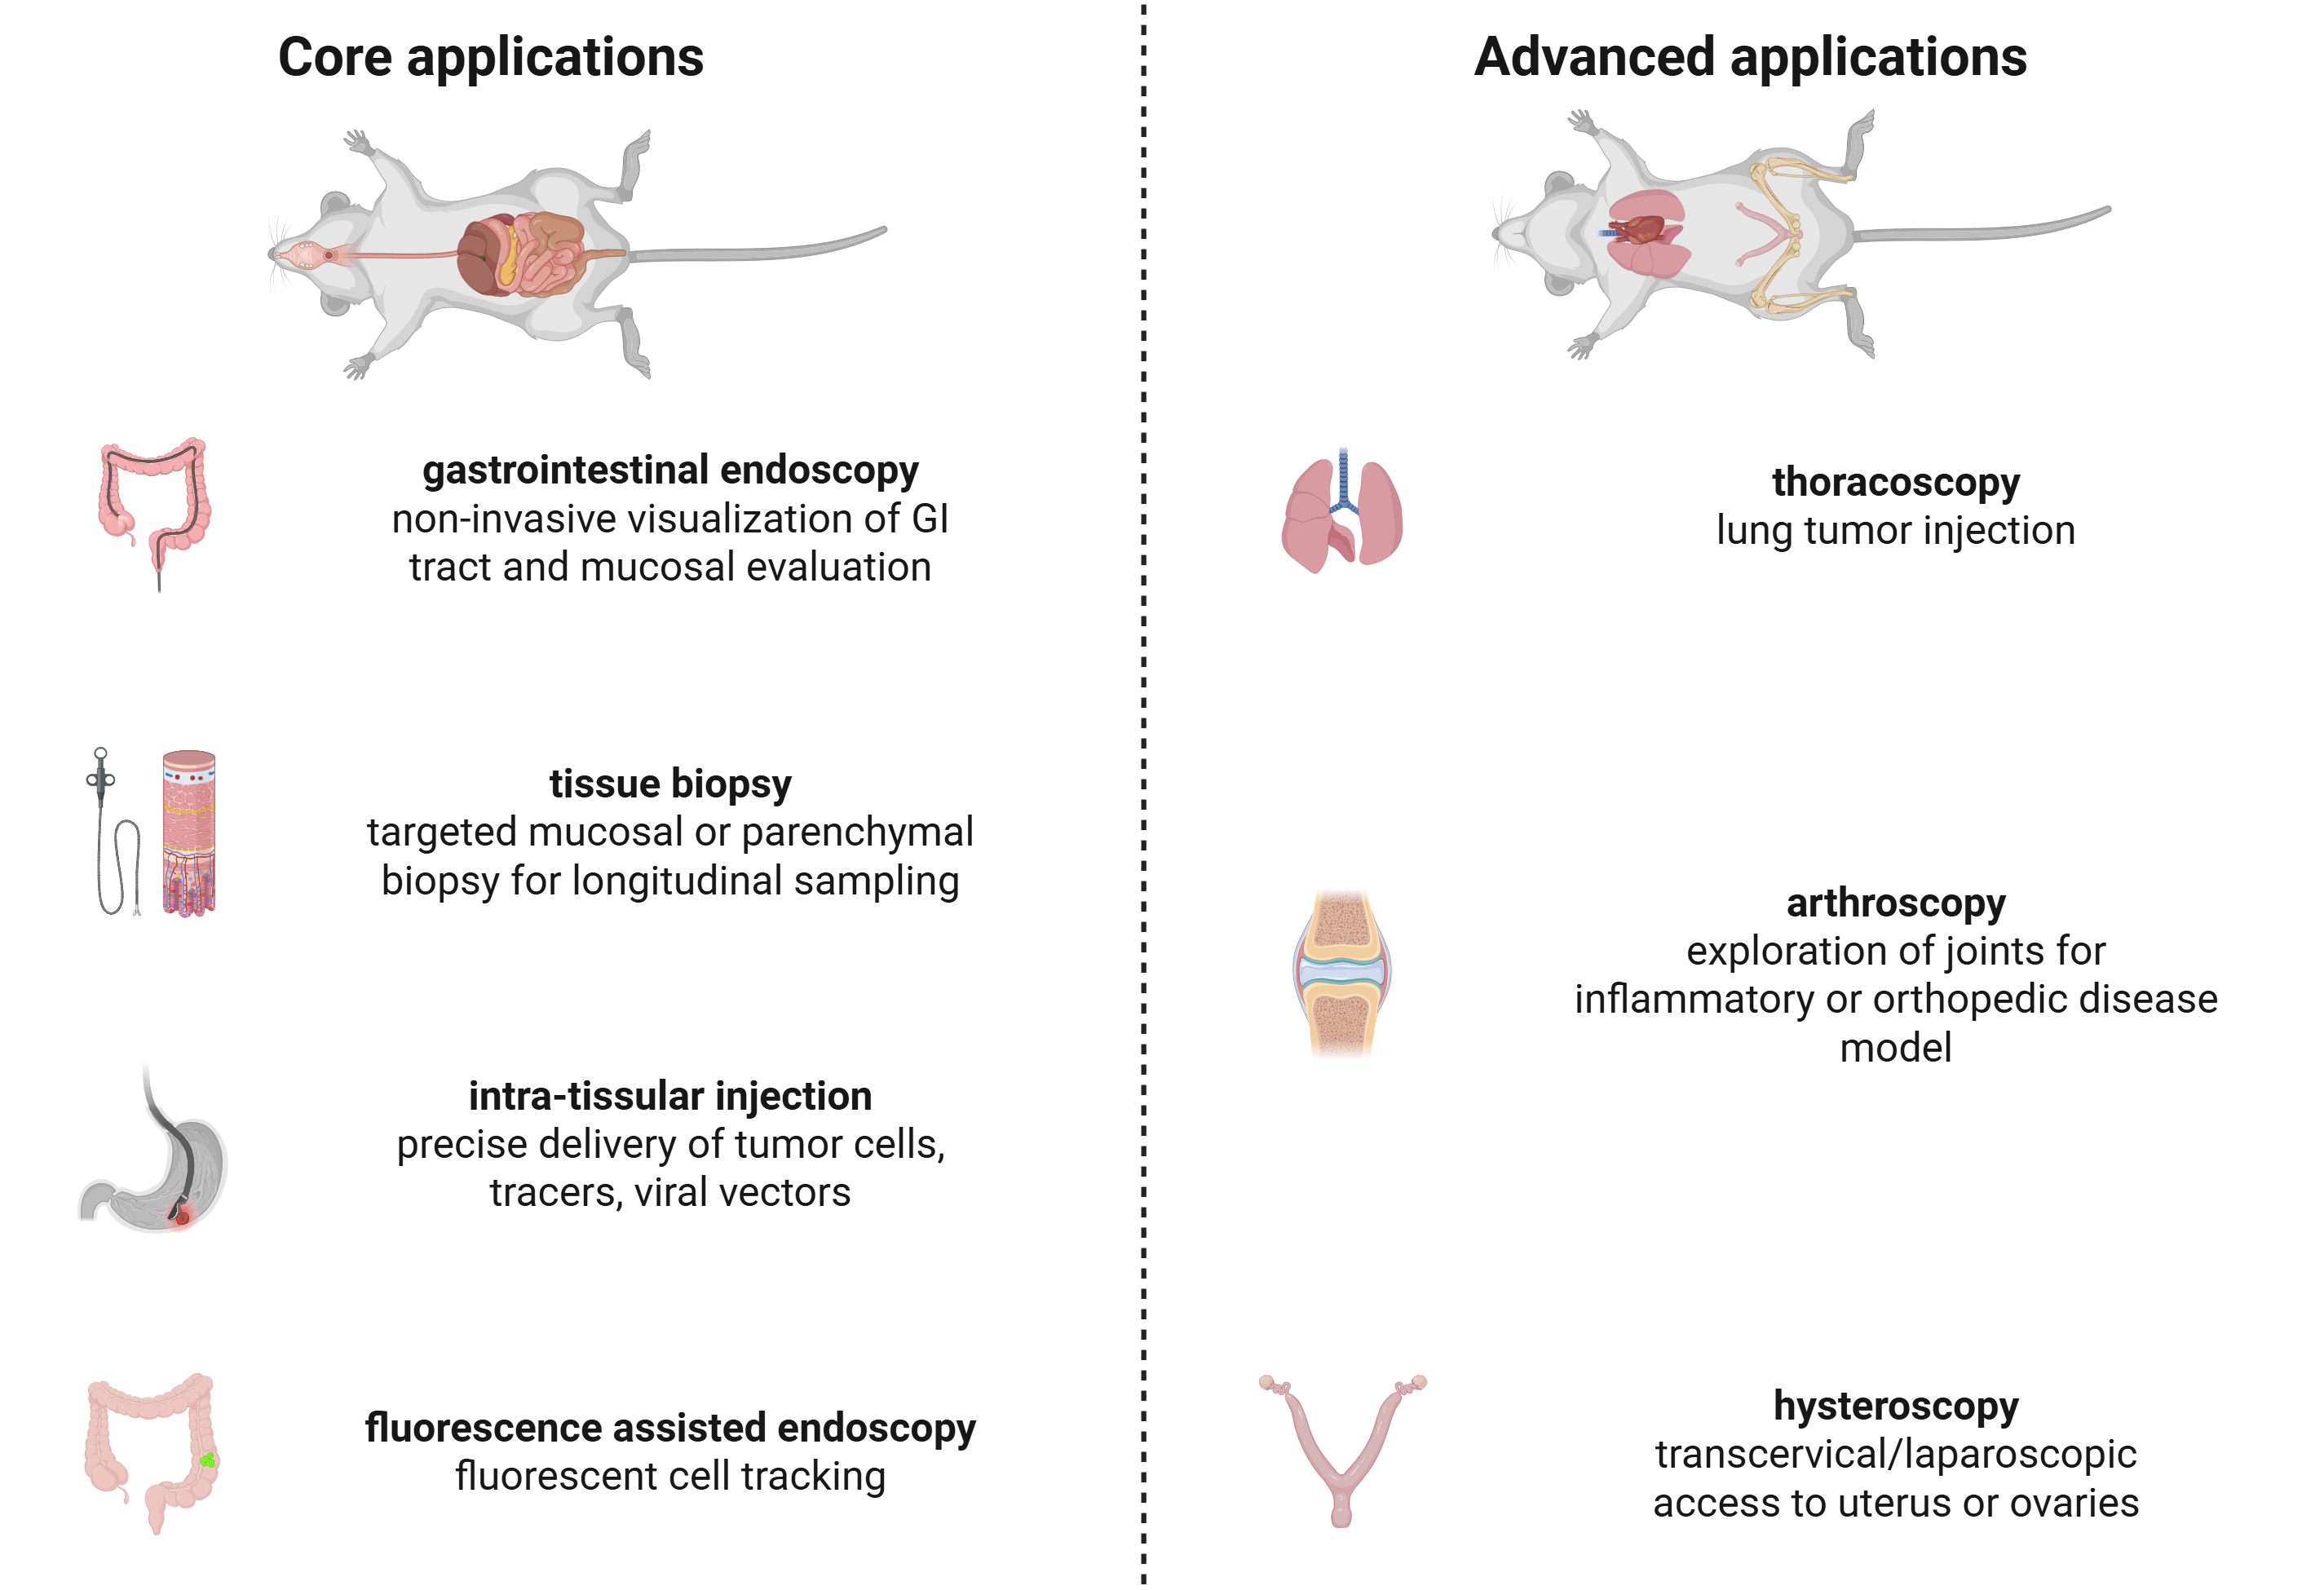 Core applications
gastrointestinal endoscopy
non-invasive visualization of GI
tract and mucosal evaluation
tissue biopsy
targeted mucosal or parenchymal
biopsy for longitudinal sampling
intra-tissular injection
precise delivery of tumor cells,
tracers, viral vectors
fluorescence assisted endoscopy
fluorescent cell tracking
Advanced applications
thoracoscopy
lung tumor injection
arthroscopy
exploration of joints for
inflammatory or orthopedic disease
model
hysteroscopy
transcervical/laparoscopic
access to uterus or ovaries